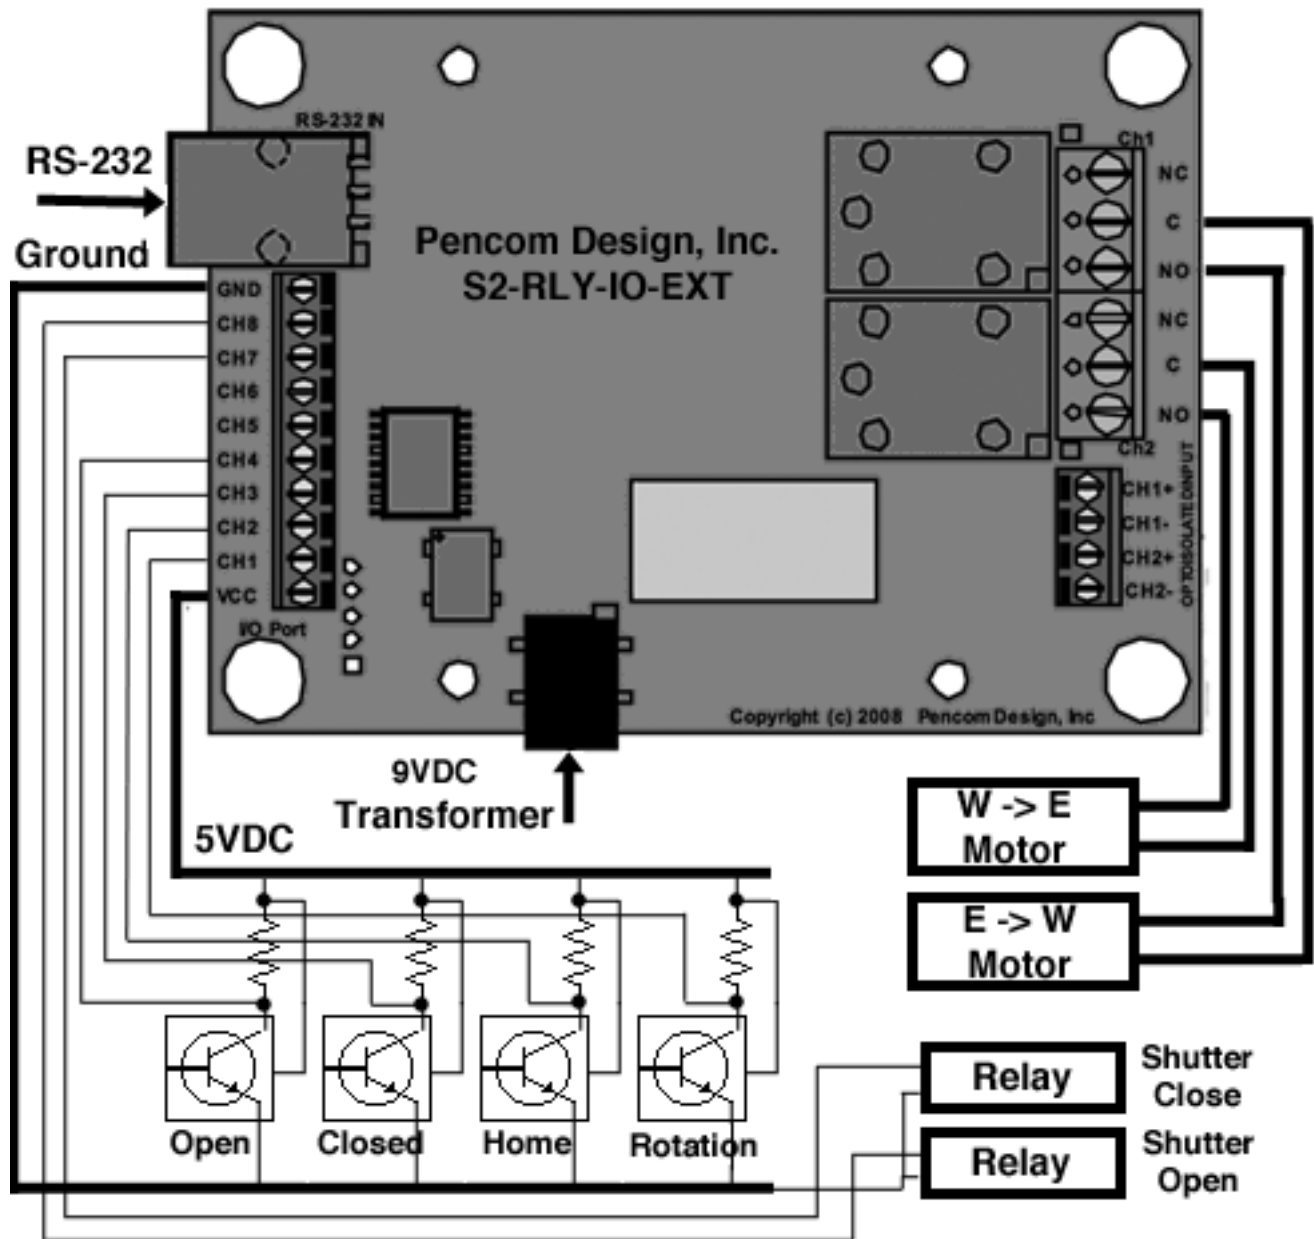 RS-232 IN
RS-232
Ground
Pencom Design, Inc.
S2-RLY-IO-EXT
GND
CH8
CH7
CH6
CH5
CH4
CH3
CH2
CH1
VCC
I/O Port
Ch1
NC
C
NO
NC
C
NO
Ch2
CH1+
CH1-
CH2+
CH2-
OPTOISOLATEDINPUT
Copyright (c) 2008 Pencom Design, Inc
9VDC
Transformer
5VDC
W -> E
Motor
E -> W
Motor
Relay
Shutter
Close
Relay
Shutter
Open
Open
Closed
Home
Rotation